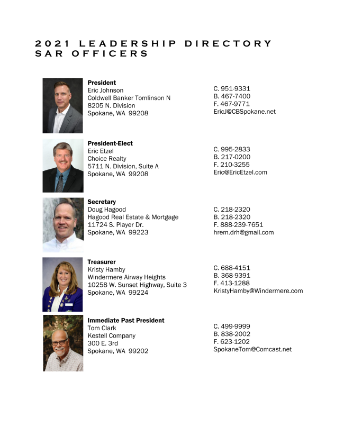 2021 LEADERSHIP DIRECTORY
SAR OFFICERS
President
Eric Johnson
Coldwell Banker Tomlinson N
8205 N. Division
Spokane, WA 99208
C. 951-9331
B. 467-7400
F. 467-9771
EricJ@CBSpokane.net
President-Elect
Eric Etzel
Choice Realty
5711 N. Division, Suite A
Spokane, WA 99208
C. 995-2833
B. 217-0200
F. 210-3255
Eric@EricEtzel.com
Secretary
Doug Hagood
Hagood Real Estate & Mortgage
11724 S. Player Dr.
Spokane, WA 99223
C. 218-2320
B. 218-2320
F. 888-239-7651
hrem.drh@gmail.com
Treasurer
Kristy Hamby
Windermere Airway Heights
10258 W. Sunset Highway, Suite 3
Spokane, WA 99224
C. 688-4151
B. 368-9391
F. 413-1288
KristyHamby@Windermere.com
Immediate Past President
Tom Clark
Kestell Company
300 E. 3rd
Spokane, WA 99202
C. 499-9999
B. 838-2002
F. 623-1202
SpokaneTom@Comcast.net